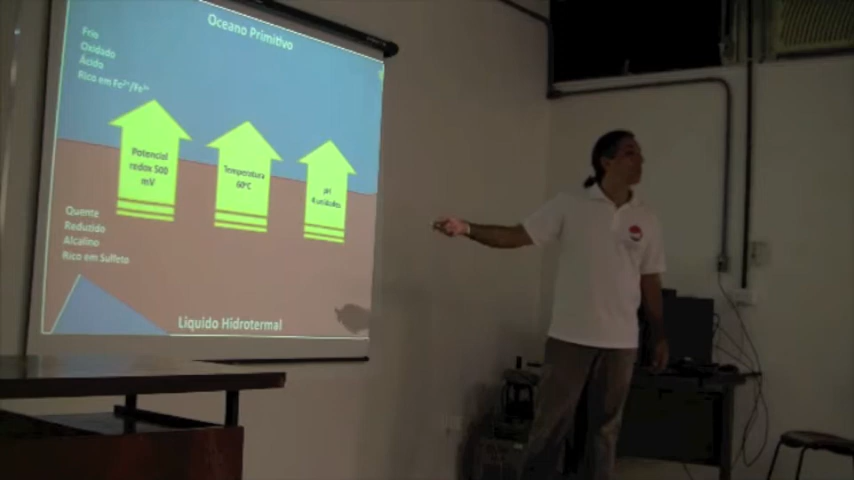 Oceano Primitivo
Frio
Oxidado
Ácido
Rico em Fe²⁺/Fe³⁺
Potencial
redox 500
mV
Temperatura
60ºC
pH
4 unidades
Quente
Reduzido
Alcalino
Rico em Sulfeto
Liquido Hidrotermal